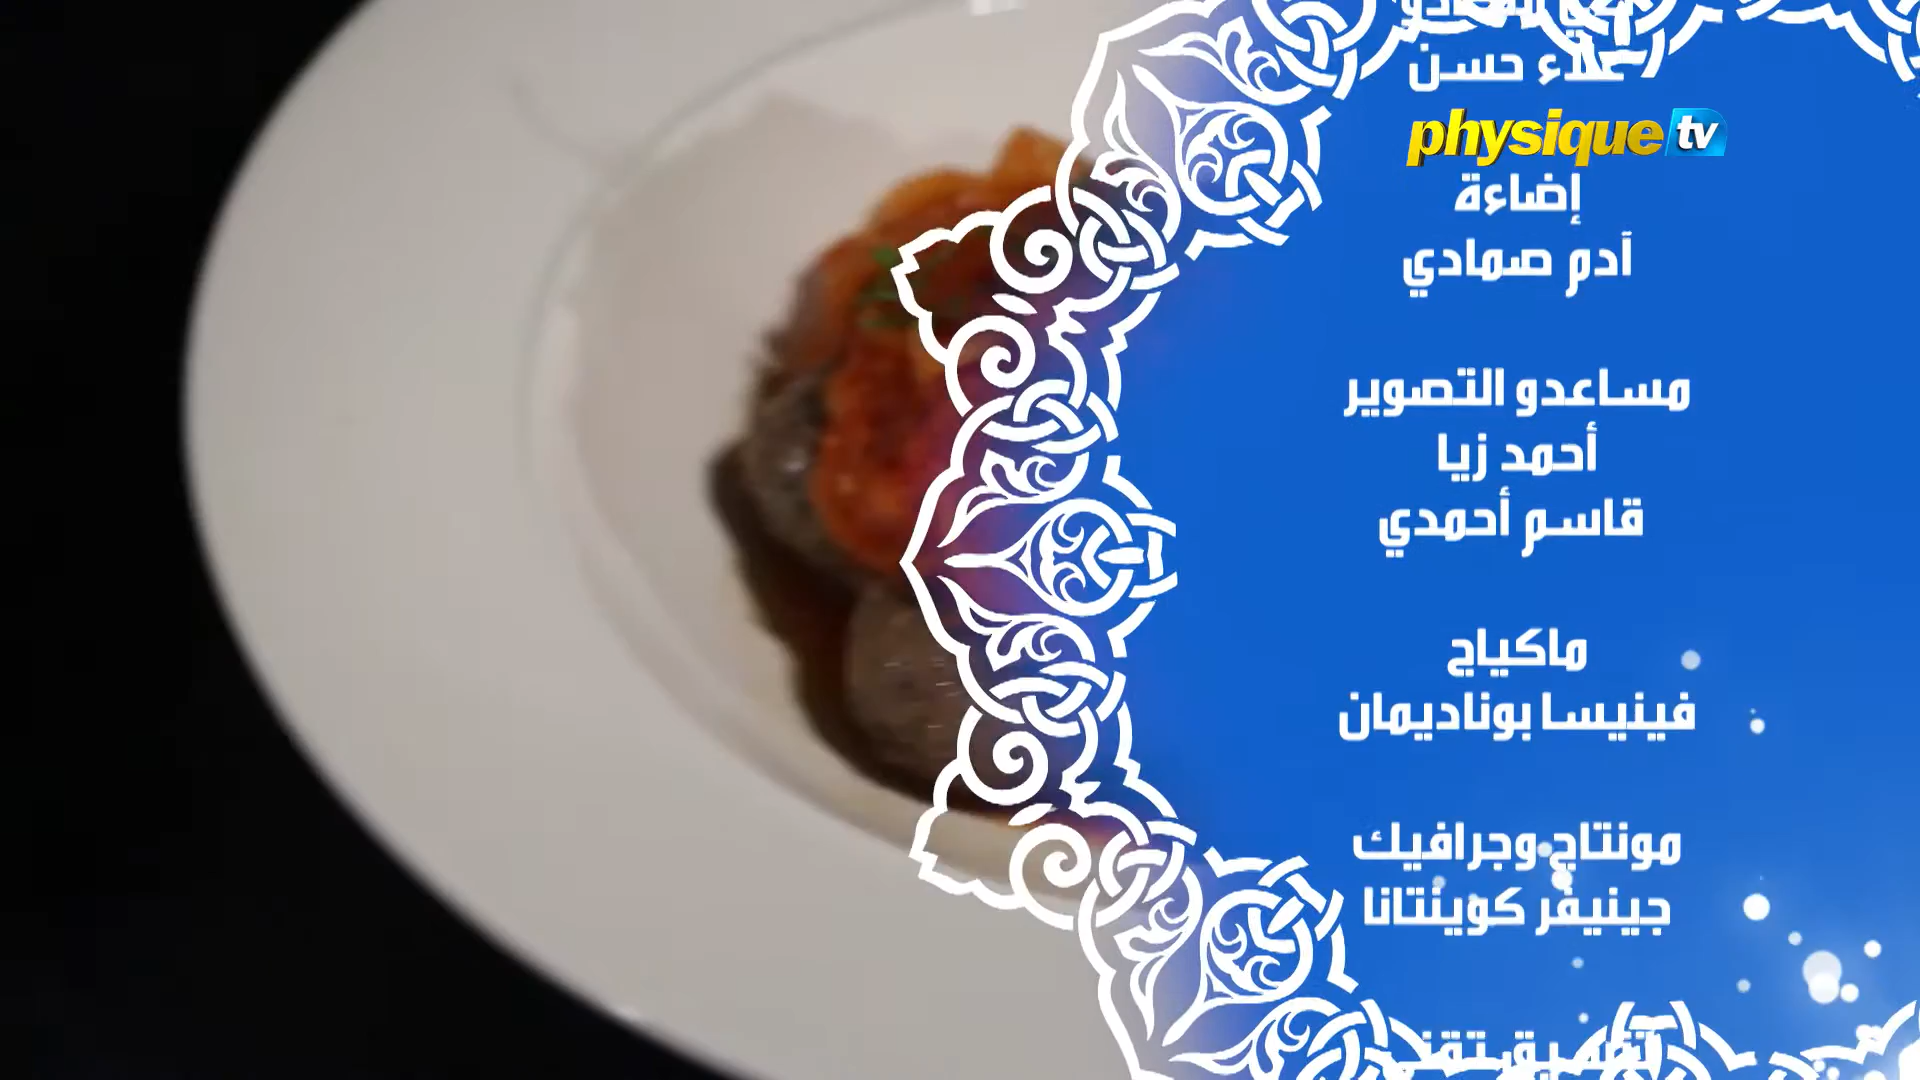 علاء حسن
physique tv
إضاءة
أدم صمادي
مساعدو التصوير
أحمد زيا
قاسم أحمدي
ماكياج
فينيسا بوناديمان
مونتاج وجرافيك
جينيفر كوينتانا